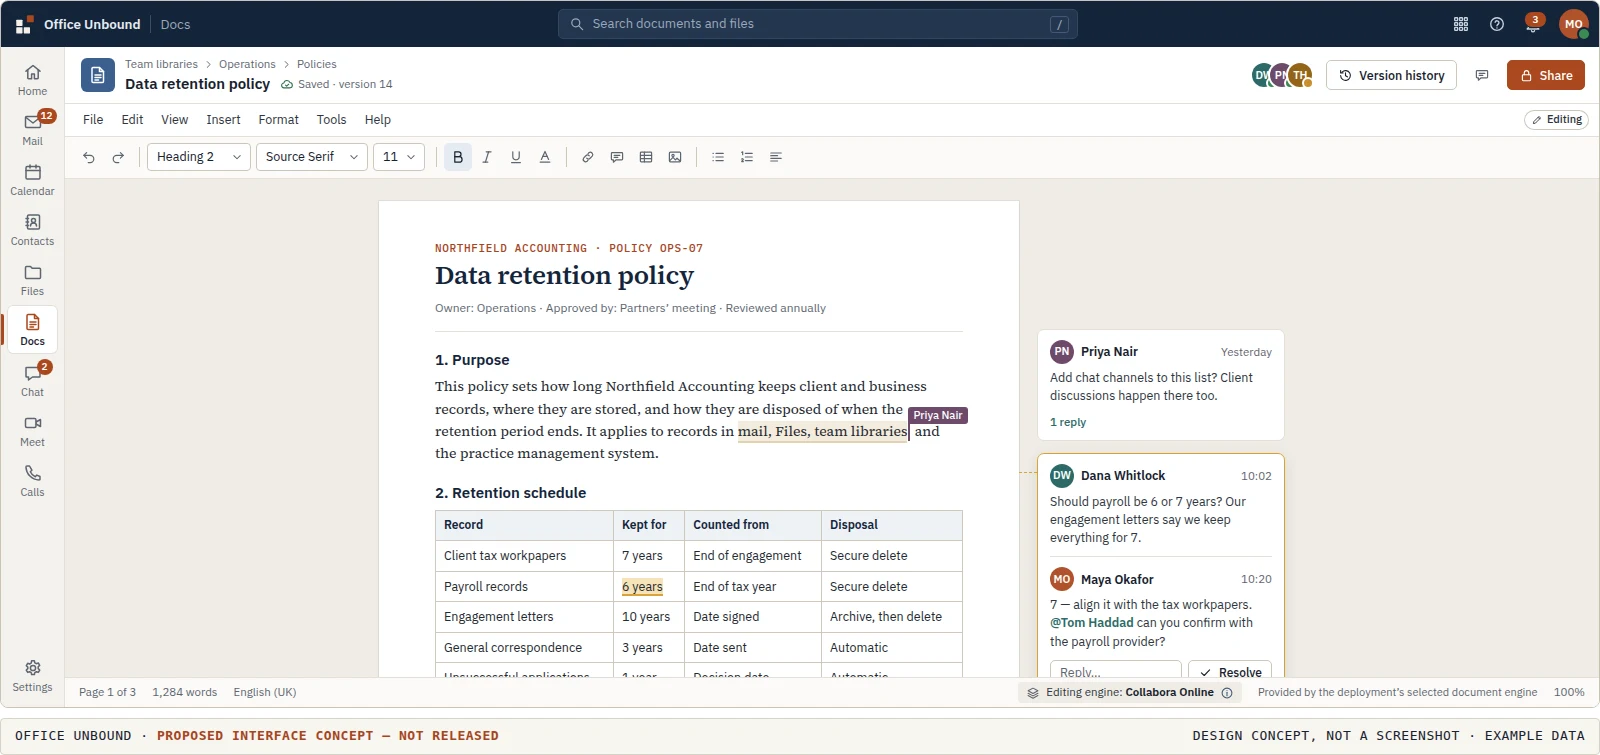 Office Unbound
Docs
Search documents and files
/
3
MO
Home
12
Mail
Calendar
Contacts
Files
Docs
2
Chat
Meet
Calls
Settings
Team libraries > Operations > Policies
Data retention policy
Saved · version 14
DW
PN
TH
Version history
Share
File Edit View Insert Format Tools Help
Editing
Heading 2
Source Serif
11
B I U A
NORTHFIELD ACCOUNTING · POLICY OPS-07
Data retention policy
Owner: Operations · Approved by: Partners' meeting · Reviewed annually
1. Purpose
This policy sets how long Northfield Accounting keeps client and business
records, where they are stored, and how they are disposed of when the
Priya Nair
retention period ends. It applies to records in mail, Files, team libraries and
the practice management system.
2. Retention schedule
Record Kept for Counted from Disposal
Client tax workpapers 7 years End of engagement Secure delete
Payroll records 6 years End of tax year Secure delete
Engagement letters 10 years Date signed Archive, then delete
General correspondence 3 years Date sent Automatic
Unsuccessful applications 1 year Decision date Automatic
PN
Priya Nair
Yesterday
Add chat channels to this list? Client
discussions happen there too.
1 reply
DW
Dana Whitlock
10:02
Should payroll be 6 or 7 years? Our
engagement letters say we keep
everything for 7.
MO
Maya Okafor
10:20
7 — align it with the tax workpapers.
@Tom Haddad can you confirm with
the payroll provider?
Reply...
Resolve
Page 1 of 3
1,284 words
English (UK)
Editing engine: Collabora Online
Provided by the deployment's selected document engine
100%
OFFICE UNBOUND · PROPOSED INTERFACE CONCEPT — NOT RELEASED
DESIGN CONCEPT, NOT A SCREENSHOT · EXAMPLE DATA